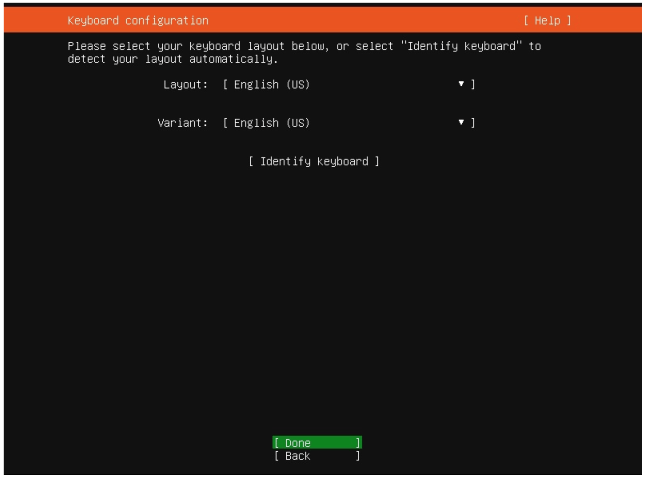 Keyboard configuration [ Help ]
Please select your keyboard layout below, or select "Identify keyboard" to
detect your layout automatically.
Layout: [ English (US) ▼ ]
Variant: [ English (US) ▼ ]
[ Identify keyboard ]
[ Done ]
[ Back ]